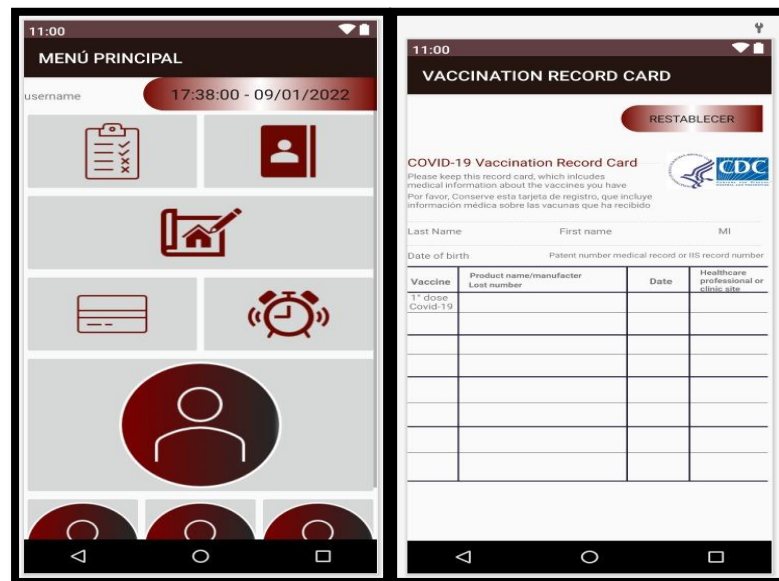 11:00
MENÚ PRINCIPAL
username
17:38:00 - 09/01/2022
11:00
VACCINATION RECORD CARD
RESTABLECER
COVID-19 Vaccination Record Card
Please keep this record card, which inlcudes
medical information about the vaccines you have
Por favor, Conserve esta tarjeta de registro, que incluye
información médica sobre las vacunas que ha recibido
CDC
Last Name First name MI
Date of birth Patent number medical record or IIS record number
Vaccine
Product name/manufacter
Lost number
Date
Healthcare
professional or
clinic site
1° dose
Covid-19